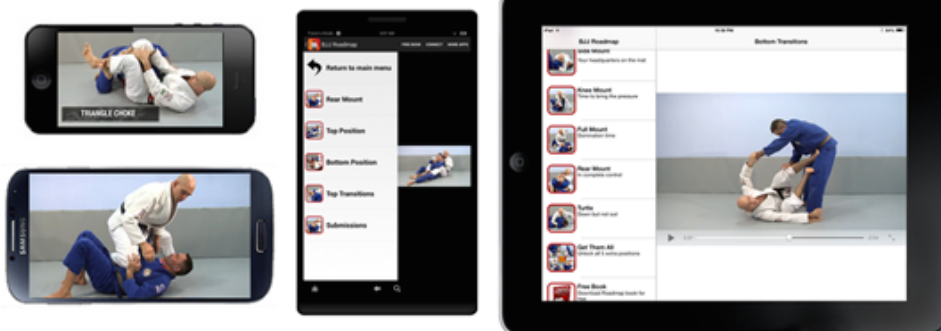 TRIANGLE CHOKE
SAMSUNG
BJJ Roadmap
FREE BOOK CONNECT MORE APPS
Return to main menu
Rear Mount
Top Position
Bottom Position
Top Transitions
Submissions
iPad
BJJ Roadmap
Bottom Transitions
Side Mount
Your headquarters on the mat
Knee Mount
Time to bring the pressure
Full Mount
Domination time
Rear Mount
In complete control
Turtle
Down but not out
Get Them All
Unlock all 5 extra positions
Free Book
Download Roadmap book for
free